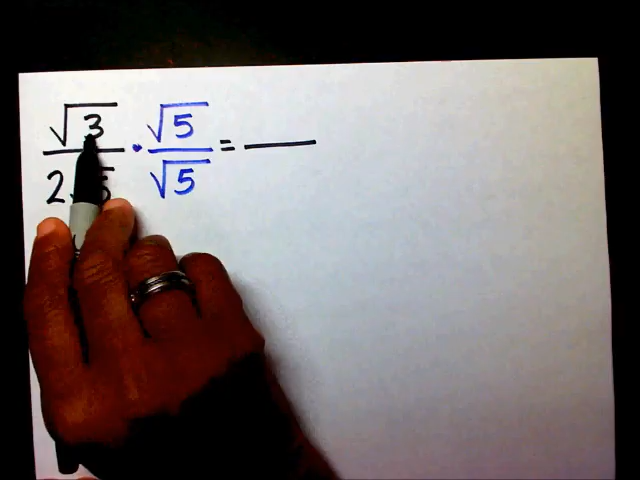 √3/2√5 · √5/√5 = ___